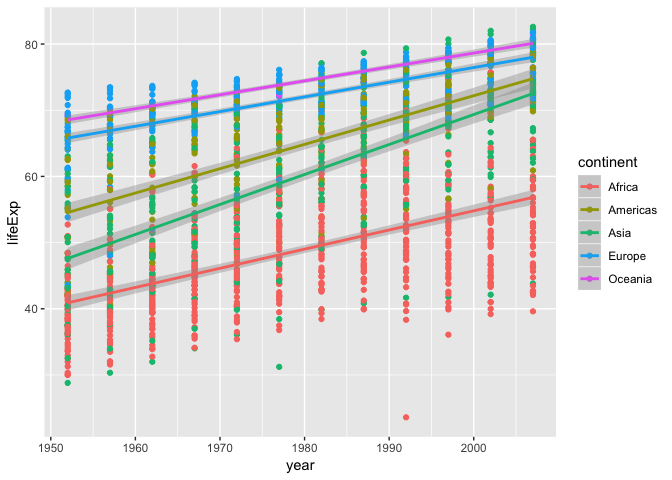 80
60
40
lifeExp
1950
1960
1970
1980
1990
2000
year
continent
Africa
Americas
Asia
Europe
Oceania